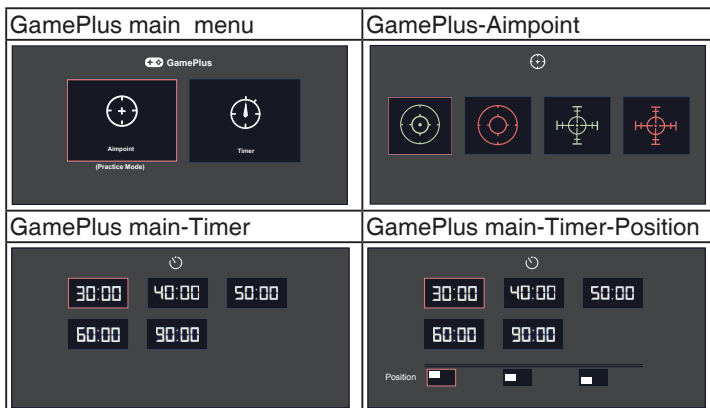 GamePlus main menu
GamePlus-Aimpoint
GamePlus
Aimpoint
(Practice Mode)
Timer
GamePlus main-Timer
GamePlus main-Timer-Position
30:00 40:00 50:00
60:00 90:00
30:00 40:00 50:00
60:00 90:00
Position